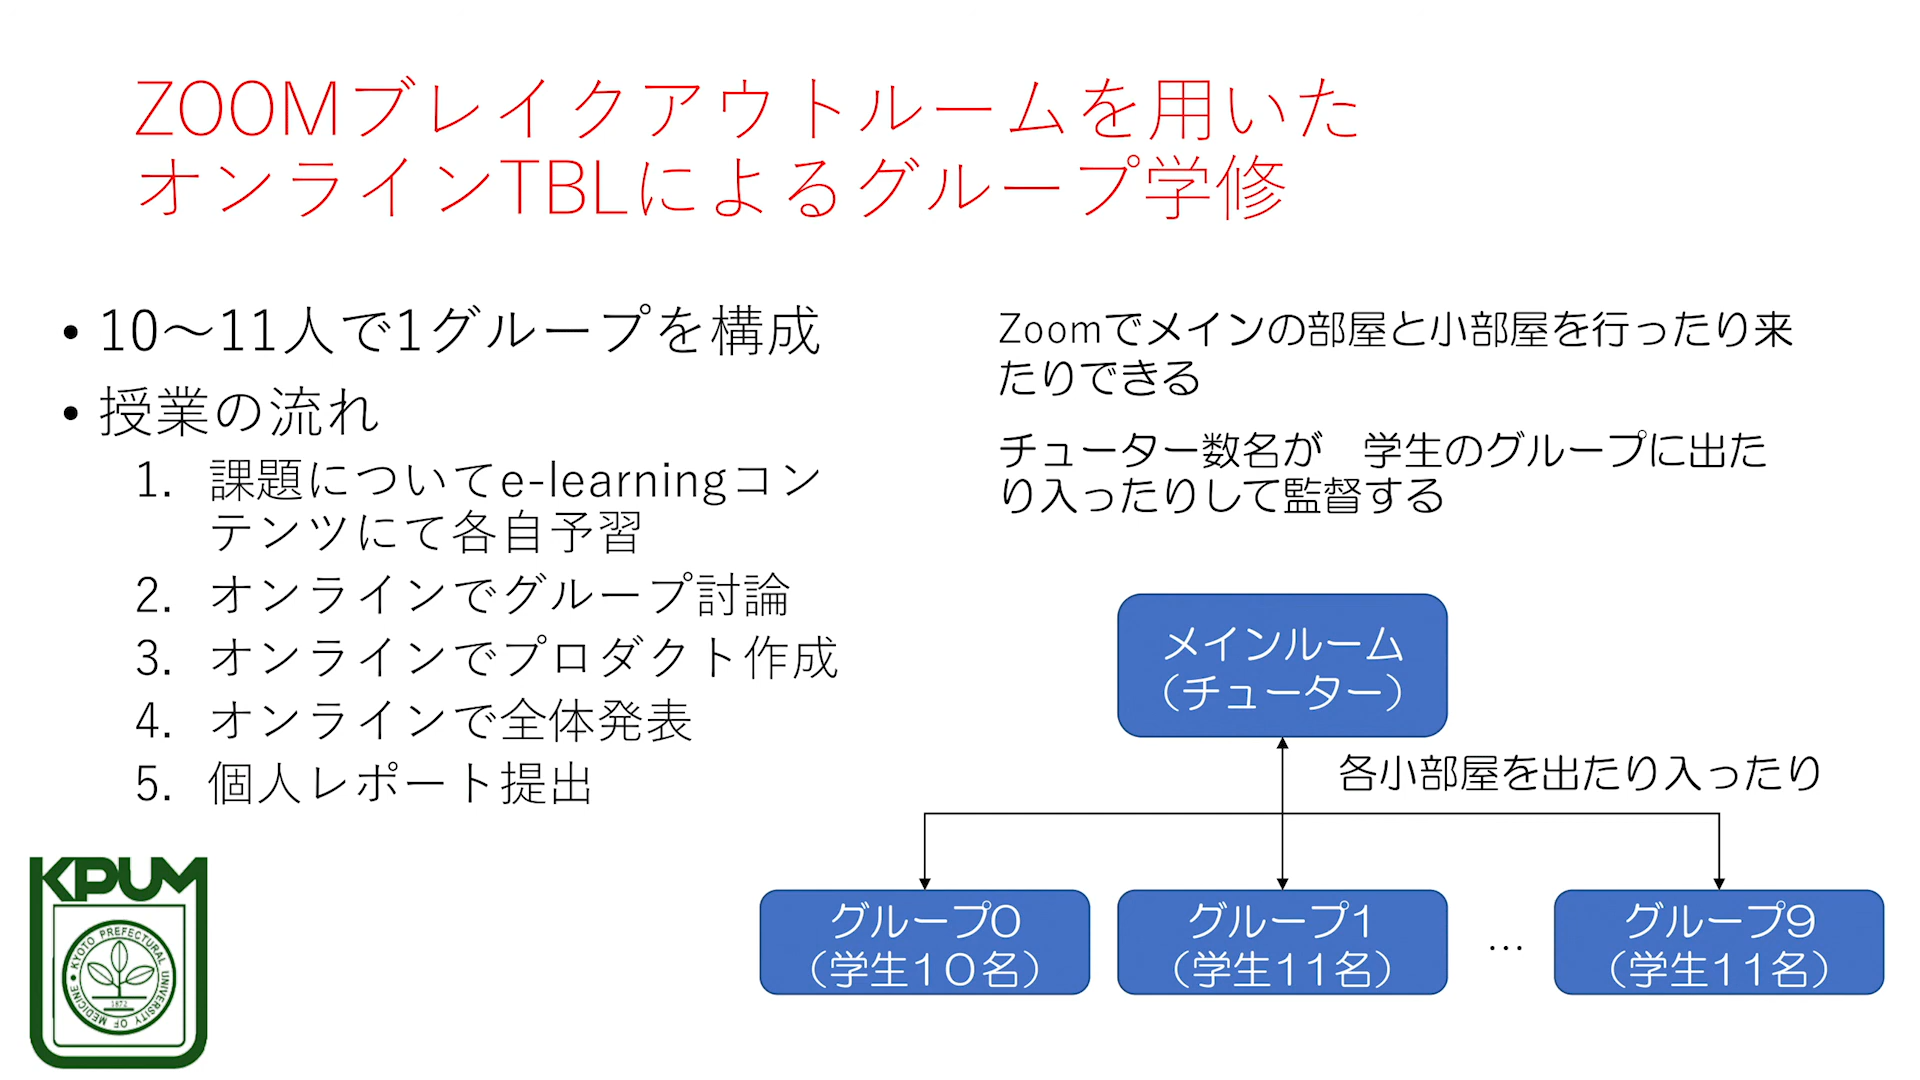 ZOOMブレイクアウトルームを用いた
オンラインTBLによるグループ学修
• 10～11人で1グループを構成
• 授業の流れ
1. 課題についてe-learningコン
テンツにて各自予習
2. オンラインでグループ討論
3. オンラインでプロダクト作成
4. オンラインで全体発表
5. 個人レポート提出
Zoomでメインの部屋と小部屋を行ったり来
たりできる
チューター数名が　学生のグループに出た
り入ったりして監督する
メインルーム
（チューター）
各小部屋を出たり入ったり
グループ0
（学生１０名）
グループ1
（学生11名）
…
グループ9
（学生11名）
KPUM
KYOTO PREFECTURAL UNIVERSITY OF MEDICINE
1872